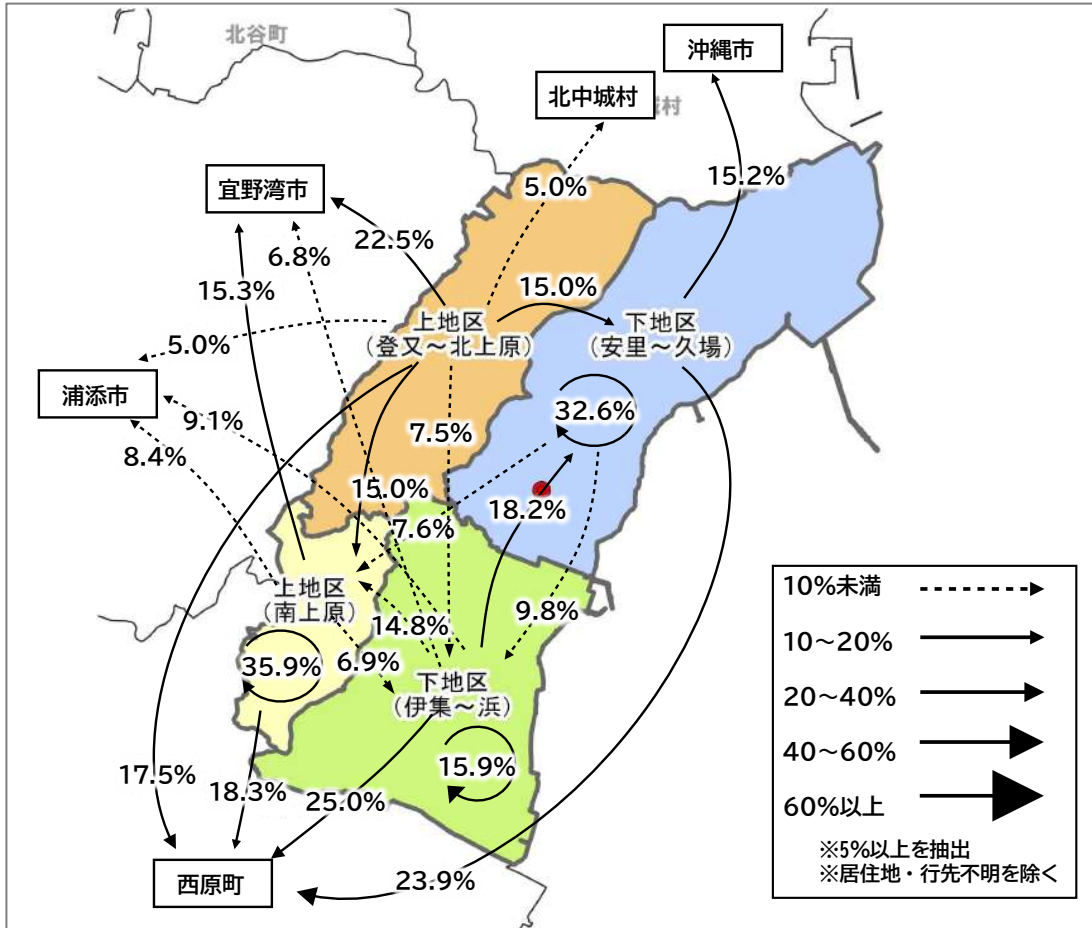 北谷町
沖縄市
北中城村
村
宜野湾市
5.0%
15.2%
22.5%
6.8%
15.3%
15.0%
上地区
(登又～北上原)
下地区
(安里～久場)
5.0%
浦添市
9.1%
8.4%
32.6%
7.5%
15.0%
7.6%
18.2%
上地区
(南上原)
14.8%
9.8%
35.9%
6.9%
下地区
(伊集～浜)
15.9%
17.5%
18.3%
25.0%
西原町
23.9%
10%未満
10～20%
20～40%
40～60%
60%以上
※5%以上を抽出
※居住地・行先不明を除く